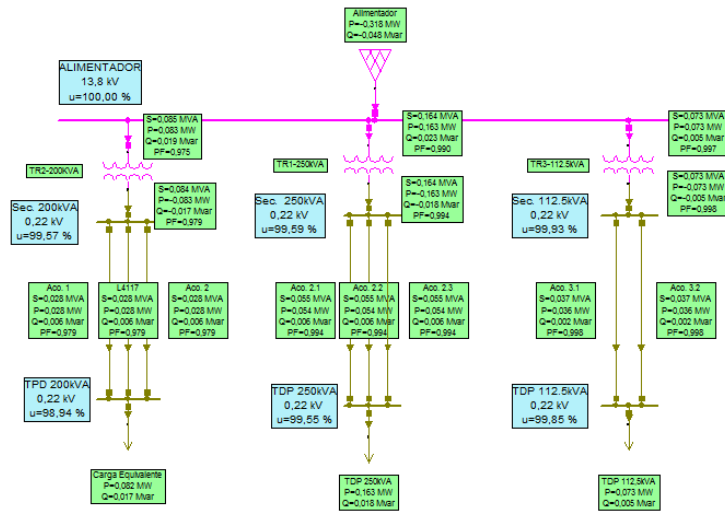 Alimentador
P=-0,318 MW
Q=-0,048 Mvar
ALIMENTADOR
13,8 kV
u=100,00 %
S=0,085 MVA
P=0,083 MW
Q=0,019 Mvar
PF=0,975
S=0,164 MVA
P=0,163 MW
Q=0,023 Mvar
PF=0,990
S=0,073 MVA
P=0,073 MW
Q=0,005 Mvar
PF=0,997
TR2-200KVA
TR1-250kVA
TR3-112.5kVA
S=0,084 MVA
P=-0,083 MW
Q=-0,017 Mvar
PF=0,979
S=0,164 MVA
P=-0,163 MW
Q=-0,018 Mvar
PF=0,994
S=0,073 MVA
P=-0,073 MW
Q=-0,005 Mvar
PF=0,998
Sec. 200kVA
0,22 kV
u=99,57 %
Sec. 250kVA
0,22 kV
u=99,59 %
Sec. 112.5kVA
0,22 kV
u=99,93 %
Aco. 1
S=0,028 MVA
P=0,028 MW
Q=0,006 Mvar
PF=0,979
L4117
S=0,028 MVA
P=0,028 MW
Q=0,006 Mvar
PF=0,979
Aco. 2
S=0,028 MVA
P=0,028 MW
Q=0,006 Mvar
PF=0,979
Aco. 2.1
S=0,055 MVA
P=0,054 MW
Q=0,006 Mvar
PF=0,994
Aco. 2.2
S=0,055 MVA
P=0,054 MW
Q=0,006 Mvar
PF=0,994
Aco. 2.3
S=0,055 MVA
P=0,054 MW
Q=0,006 Mvar
PF=0,994
Aco. 3.1
S=0,037 MVA
P=0,036 MW
Q=0,002 Mvar
PF=0,998
Aco. 3.2
S=0,037 MVA
P=0,036 MW
Q=0,002 Mvar
PF=0,998
TPD 200kVA
0,22 kV
u=98,94 %
TDP 250kVA
0,22 kV
u=99,55 %
TDP 112.5kVA
0,22 kV
u=99,85 %
Carga Equivalente
P=0,082 MW
Q=0,017 Mvar
TDP 250kVA
P=0,163 MW
Q=0,018 Mvar
TDP 112,5kVA
P=0,073 MW
Q=0,005 Mvar